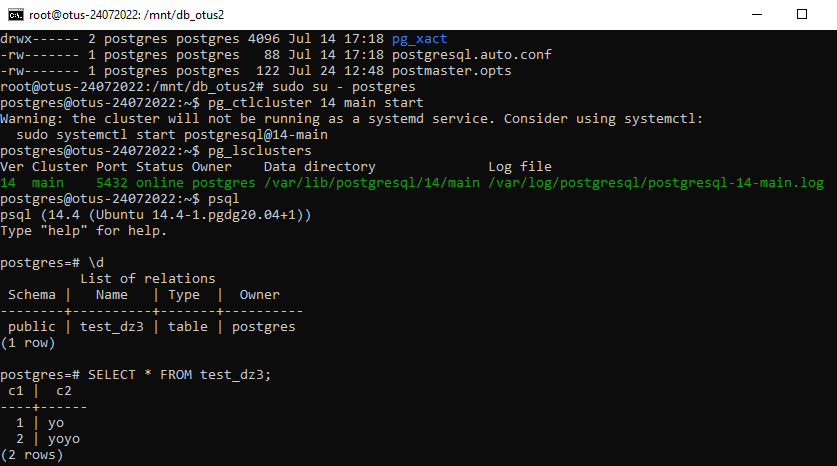 root@otus-24072022: /mnt/db_otus2
drwx------ 2 postgres postgres 4096 Jul 14 17:18 pg_xact
-rw------- 1 postgres postgres   88 Jul 14 17:18 postgresql.auto.conf
-rw------- 1 postgres postgres  122 Jul 24 12:48 postmaster.opts
root@otus-24072022:/mnt/db_otus2# sudo su - postgres
postgres@otus-24072022:~$ pg_ctlcluster 14 main start
Warning: the cluster will not be running as a systemd service. Consider using systemctl:
  sudo systemctl start postgresql@14-main
postgres@otus-24072022:~$ pg_lsclusters
Ver Cluster Port Status Owner    Data directory              Log file
14  main    5432 online postgres /var/lib/postgresql/14/main /var/log/postgresql/postgresql-14-main.log
postgres@otus-24072022:~$ psql
psql (14.4 (Ubuntu 14.4-1.pgdg20.04+1))
Type "help" for help.
postgres=# \d
          List of relations
 Schema |   Name   | Type  |  Owner
--------+----------+-------+----------
 public | test_dz3 | table | postgres
(1 row)
postgres=# SELECT * FROM test_dz3;
 c1 |  c2
----+------
  1 | yo
  2 | yoyo
(2 rows)